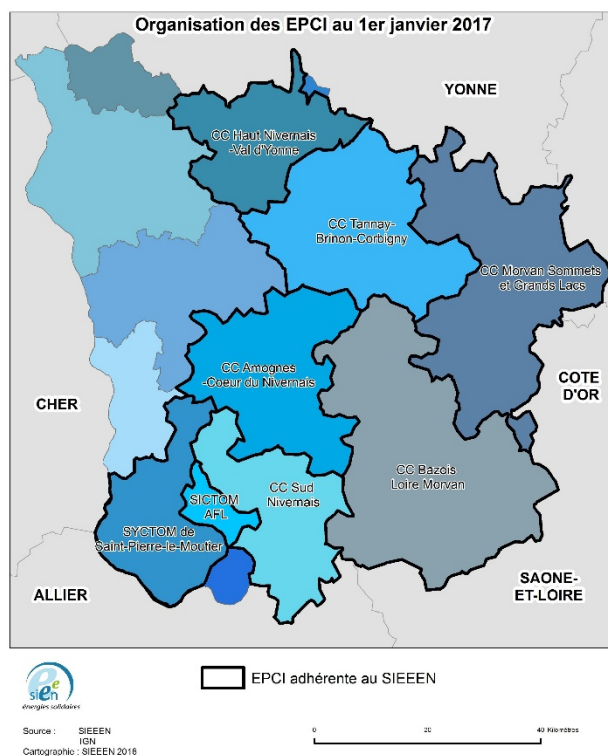 Organisation des EPCI au 1er janvier 2017
YONNE
CC Haut Nivernais
-Val d'Yonne
CC Tannay-
Brinon-Corbigny
CC Morvan Sommets
et Grands Lacs
CC Amognes
-Coeur du Nivernais
COTE
D'OR
CHER
CC Bazois
Loire Morvan
CC Sud
Nivernais
SICTOM
AFL
SYCTOM de
Saint-Pierre-le-Moutier
ALLIER
SAONE-
ET-LOIRE
sieeen
énergies solidaires
EPCI adhérente au SIEEEN
Source : SIEEEN
IGN
Cartographie : SIEEEN 2016
0 20 40 Kilomètres